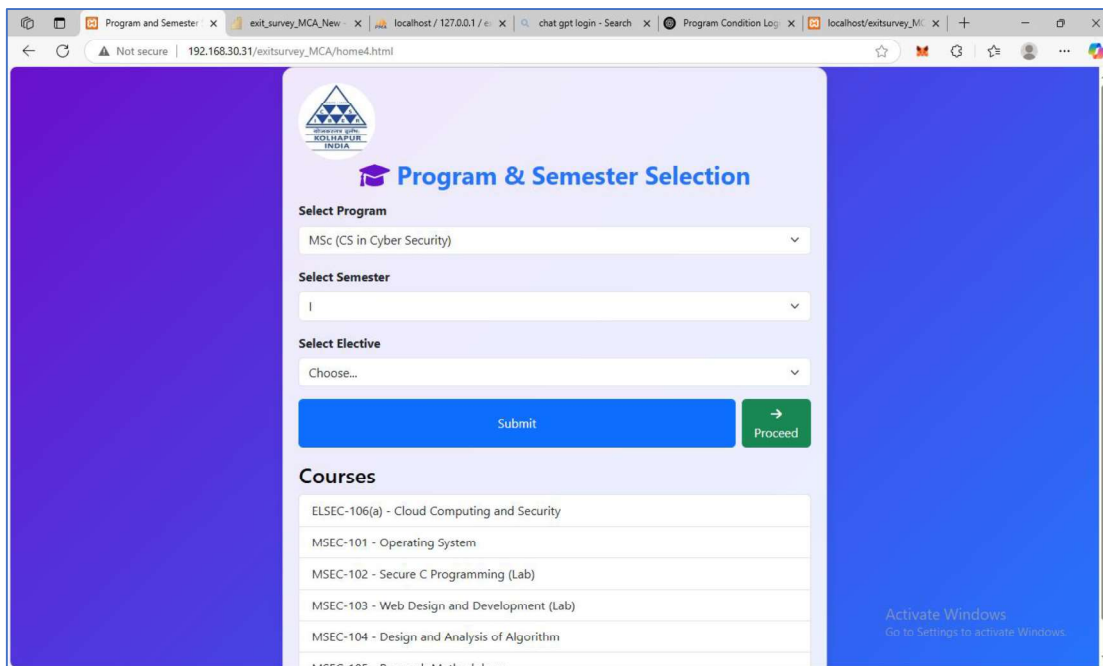 Program and Semester
exit_survey_MCA_New
localhost / 127.0.0.1 / e
chat gpt login - Search
Program Condition Log
localhost/exitsurvey_MC
Not secure
192.168.30.31/exitsurvey_MCA/home4.html
KOLHAPUR
INDIA
Program & Semester Selection
Select Program
MSc (CS in Cyber Security)
Select Semester
I
Select Elective
Choose...
Submit
Proceed
Courses
ELSEC-106(a) - Cloud Computing and Security
MSEC-101 - Operating System
MSEC-102 - Secure C Programming (Lab)
MSEC-103 - Web Design and Development (Lab)
MSEC-104 - Design and Analysis of Algorithm
Activate Windows
Go to Settings to activate Windows.